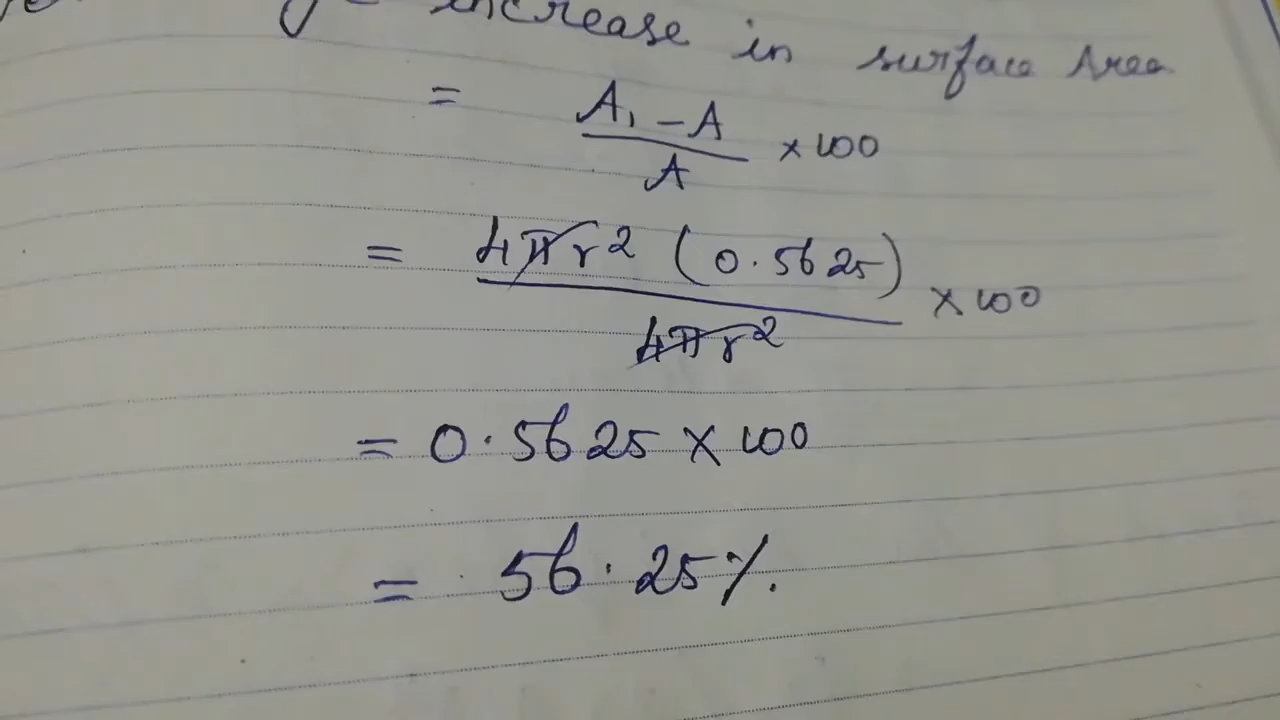 increase in surface Area
= A₁ - A / A × 100
= 4πr² (0.5625) / 4πr² × 100
= 0.5625 × 100
= 56.25%.